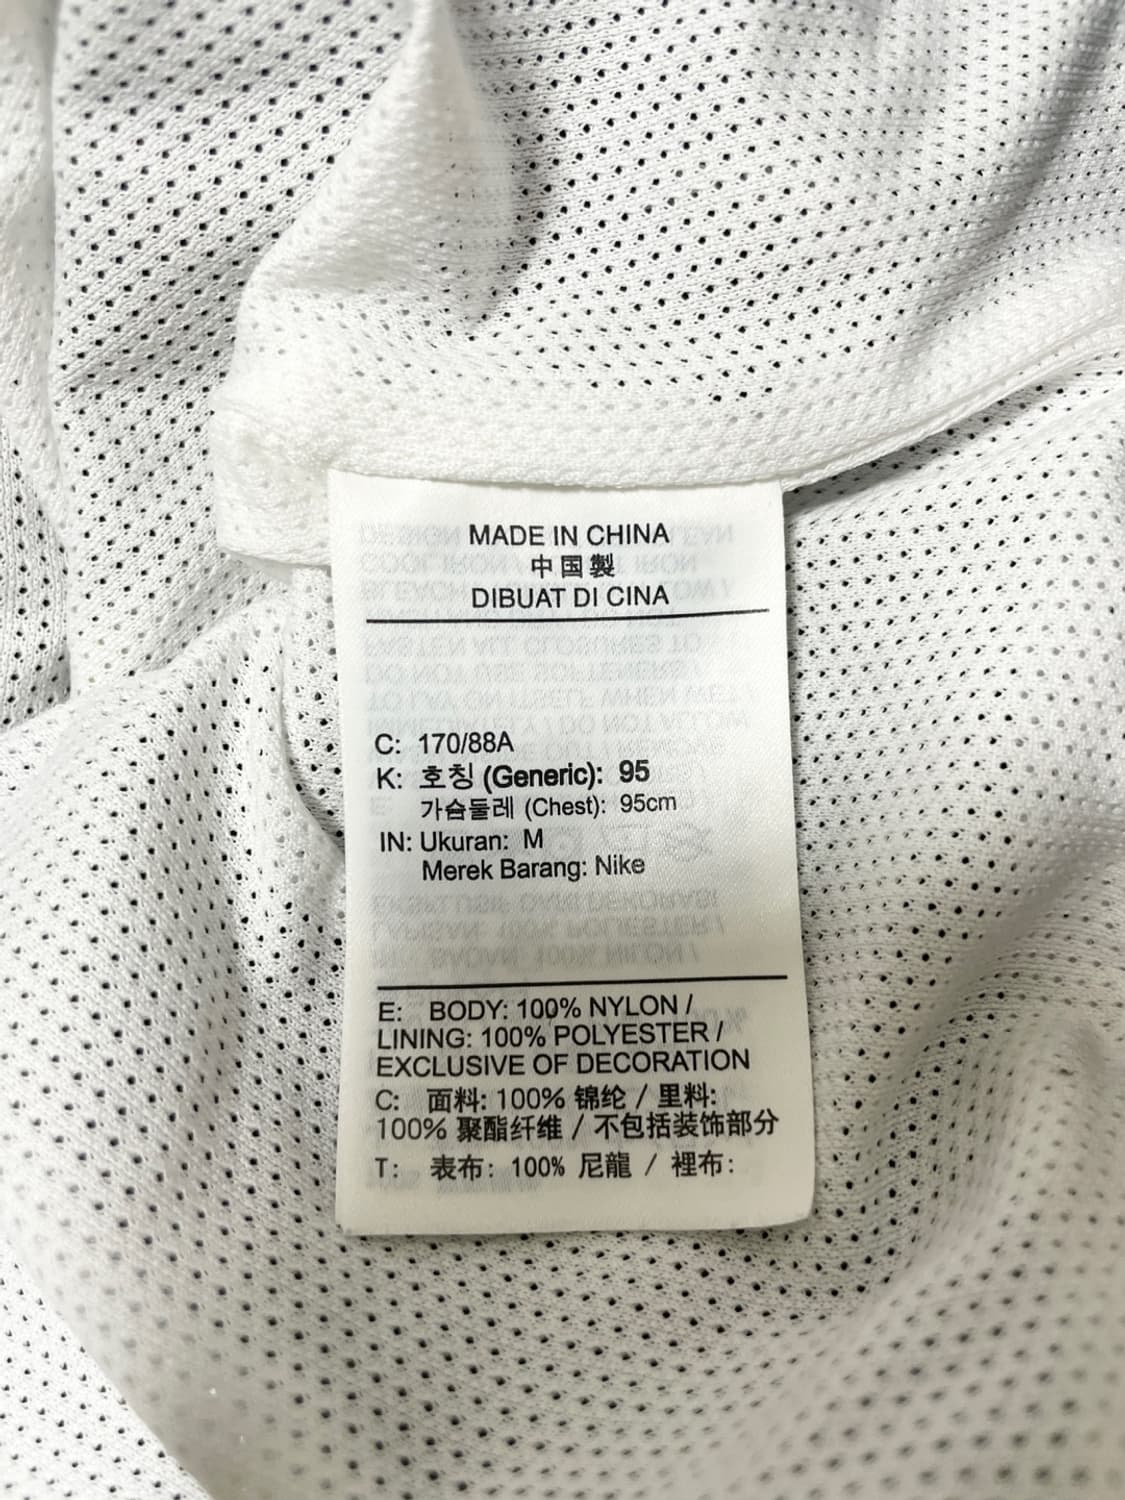 MADE IN CHINA
中国製
DIBUAT DI CINA
C: 170/88A
K: 호칭 (Generic): 95
가슴둘레 (Chest): 95cm
IN: Ukuran: M
Merek Barang: Nike
E: BODY: 100% NYLON /
LINING: 100% POLYESTER /
EXCLUSIVE OF DECORATION
C: 面料: 100% 锦纶 / 里料:
100% 聚酯纤维 / 不包括装饰部分
T: 表布: 100% 尼龍 / 裡布: